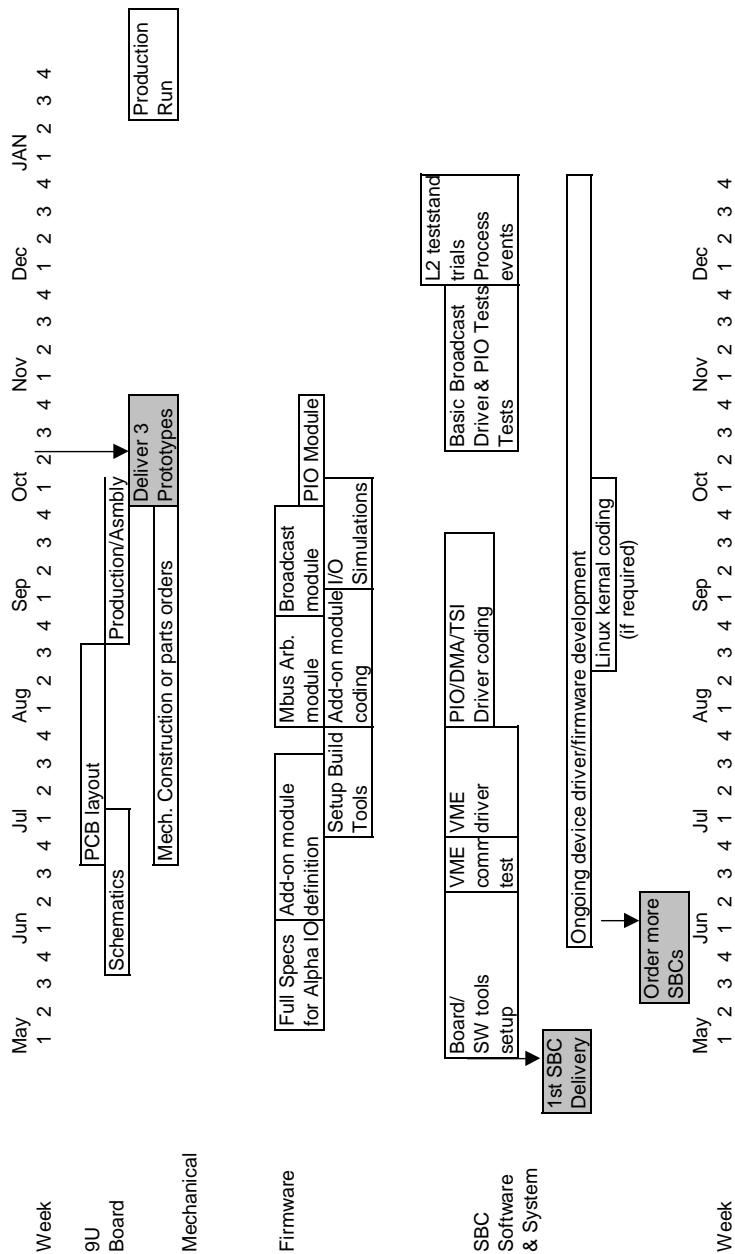 May Jun Jul Aug Sep Oct Nov Dec JAN
Week 1 2 3 4 1 2 3 4 1 2 3 4 1 2 3 4 1 2 3 4 1 2 3 4 1 2 3 4 1 2 3 4 1 2 3 4
9U
Board
PCB layout
Schematics
Production/Asmbly
Deliver 3
Prototypes
Production
Run
Mechanical
Mech. Construction or parts orders
Firmware
Full Specs
for Alpha IO
Add-on module
definition
Mbus Arb.
module
Broadcast
module
PIO Module
Setup Build
Tools
Add-on module
coding
I/O
Simulations
SBC
Software
& System
Board/
SW tools
setup
VME
comm
test
VME
driver
PIO/DMA/TSI
Driver coding
Basic Broadcast
Driver & PIO Tests
Tests
L2 teststand
trials
Process
events
1st SBC
Delivery
Ongoing device driver/firmware development
Linux kernal coding
(if required)
Order more
SBCs
May Jun Jul Aug Sep Oct Nov Dec
Week 1 2 3 4 1 2 3 4 1 2 3 4 1 2 3 4 1 2 3 4 1 2 3 4 1 2 3 4 1 2 3 4